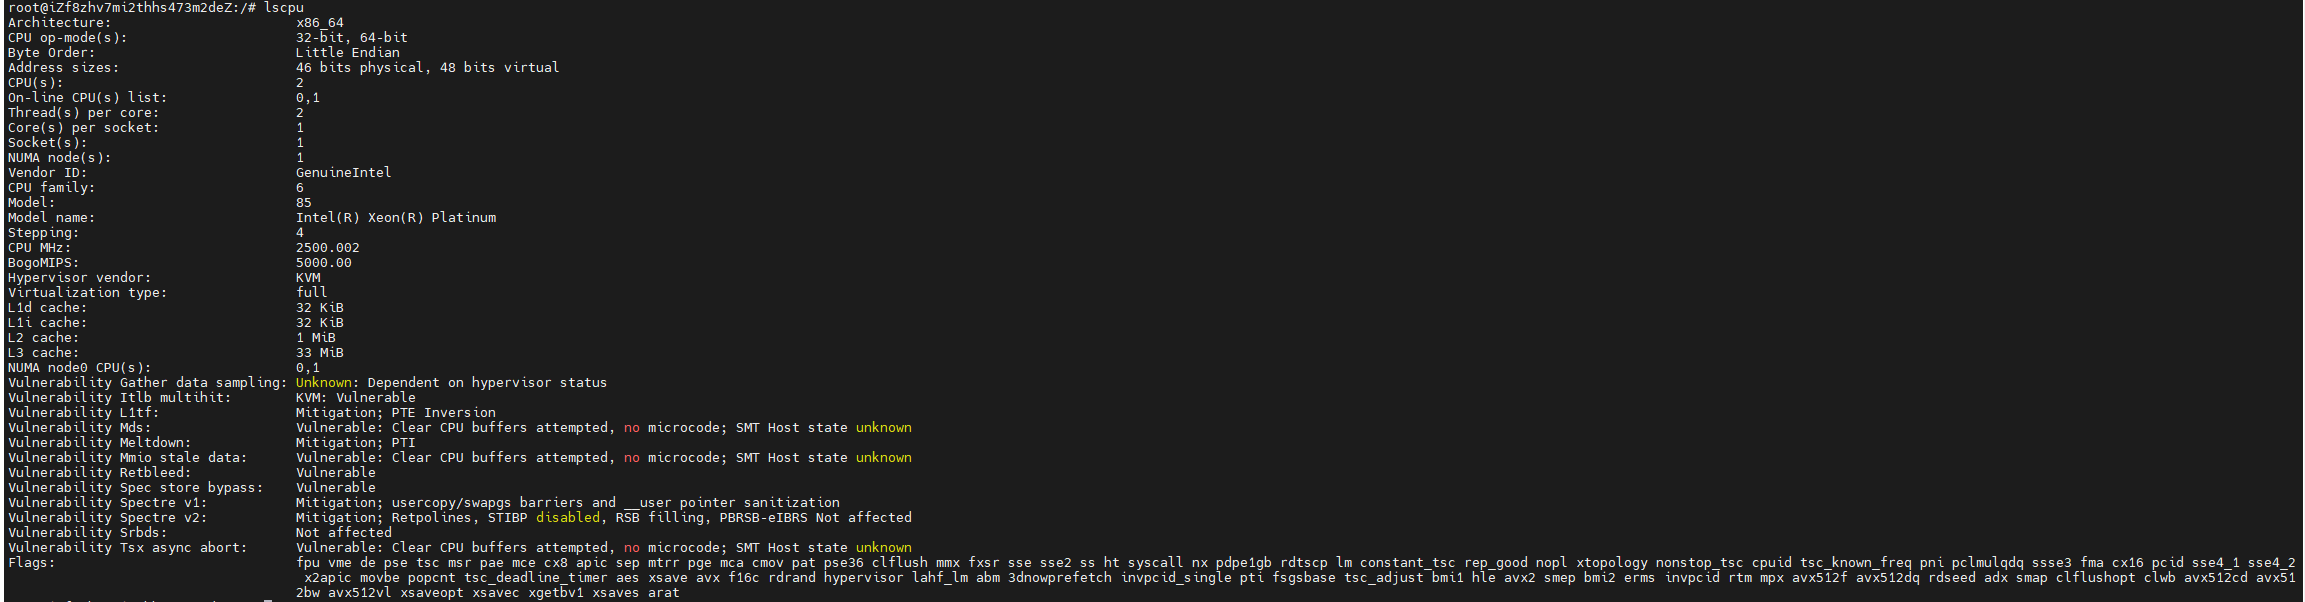 root@iZf8zhv7mi2thhs473m2deZ:/# lscpu
Architecture: x86_64
CPU op-mode(s): 32-bit, 64-bit
Byte Order: Little Endian
Address sizes: 46 bits physical, 48 bits virtual
CPU(s): 2
On-line CPU(s) list: 0,1
Thread(s) per core: 2
Core(s) per socket: 1
Socket(s): 1
NUMA node(s): 1
Vendor ID: GenuineIntel
CPU family: 6
Model: 85
Model name: Intel(R) Xeon(R) Platinum
Stepping: 4
CPU MHz: 2500.002
BogoMIPS: 5000.00
Hypervisor vendor: KVM
Virtualization type: full
L1d cache: 32 KiB
L1i cache: 32 KiB
L2 cache: 1 MiB
L3 cache: 33 MiB
NUMA node0 CPU(s): 0,1
Vulnerability Gather data sampling: Unknown: Dependent on hypervisor status
Vulnerability Itlb multihit: KVM: Vulnerable
Vulnerability L1tf: Mitigation; PTE Inversion
Vulnerability Mds: Vulnerable: Clear CPU buffers attempted, no microcode; SMT Host state unknown
Vulnerability Meltdown: Mitigation; PTI
Vulnerability Mmio stale data: Vulnerable: Clear CPU buffers attempted, no microcode; SMT Host state unknown
Vulnerability Retbleed: Vulnerable
Vulnerability Spec store bypass: Vulnerable
Vulnerability Spectre v1: Mitigation; usercopy/swapgs barriers and __user pointer sanitization
Vulnerability Spectre v2: Mitigation; Retpolines, STIBP disabled, RSB filling, PBRSB-eIBRS Not affected
Vulnerability Srbds: Not affected
Vulnerability Tsx async abort: Vulnerable: Clear CPU buffers attempted, no microcode; SMT Host state unknown
Flags: fpu vme de pse tsc msr pae mce cx8 apic sep mtrr pge mca cmov pat pse36 clflush mmx fxsr sse sse2 ss ht syscall nx pdpe1gb rdtscp lm constant_tsc rep_good nopl xtopology nonstop_tsc cpuid tsc_known_freq pni pclmulqdq ssse3 fma cx16 pcid sse4_1 sse4_2
x2apic movbe popcnt tsc_deadline_timer aes xsave avx f16c rdrand hypervisor lahf_lm abm 3dnowprefetch invpcid_single pti fsgsbase tsc_adjust bmi1 hle avx2 smep bmi2 erms invpcid rtm mpx avx512f avx512dq rdseed adx smap clflushopt clwb avx512cd avx51
2bw avx512vl xsaveopt xsavec xgetbv1 xsaves arat